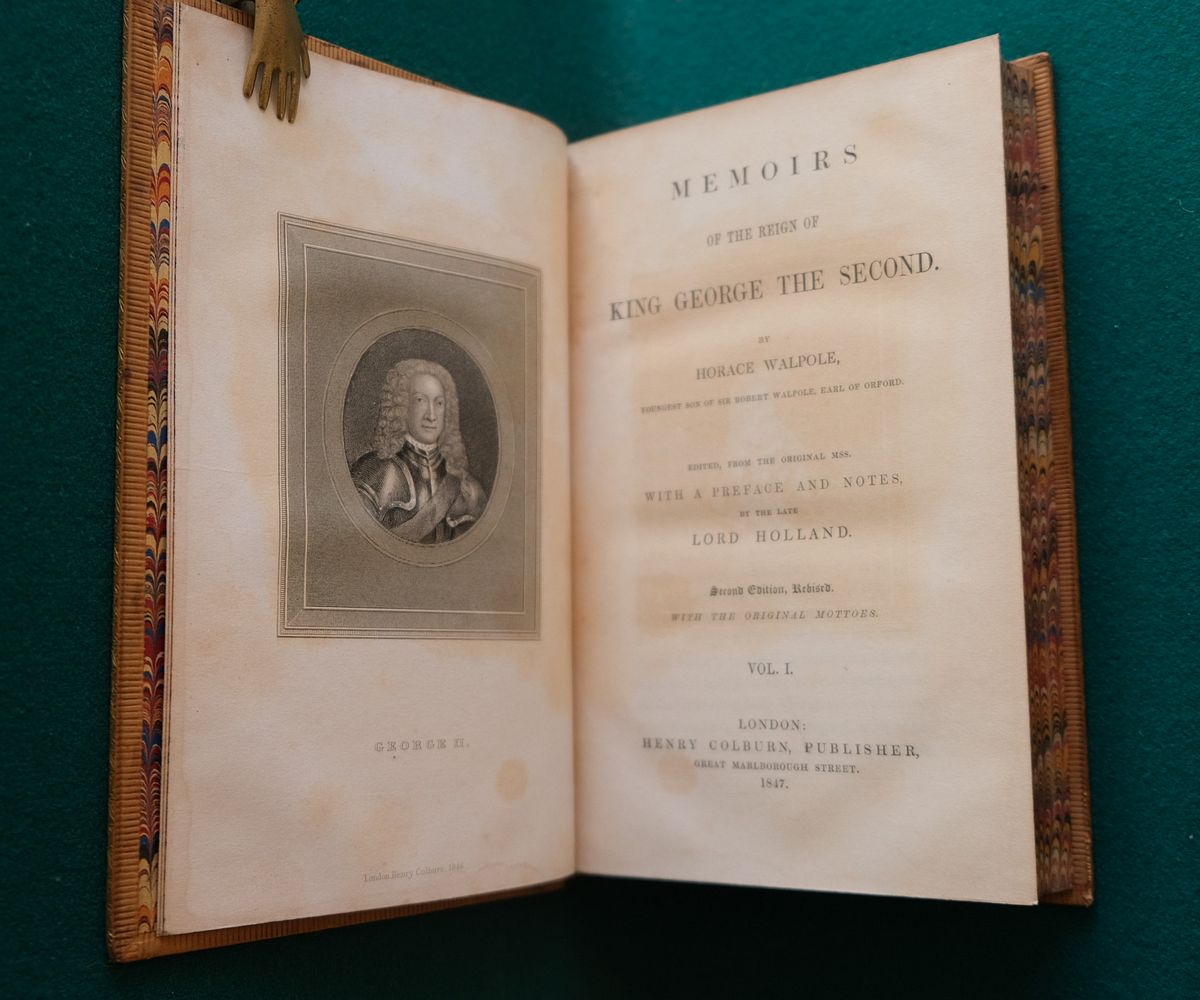 GEORGE II.
London, Henry Colburn, 1846.
MEMOIRS
OF THE REIGN OF
KING GEORGE THE SECOND.
BY
HORACE WALPOLE,
YOUNGEST SON OF SIR ROBERT WALPOLE, EARL OF ORFORD.
EDITED, FROM THE ORIGINAL MSS.
WITH A PREFACE AND NOTES,
BY THE LATE
LORD HOLLAND.
Second Edition, Revised.
WITH THE ORIGINAL MOTTOES.
VOL. I.
LONDON:
HENRY COLBURN, PUBLISHER,
GREAT MARLBOROUGH STREET.
1847.